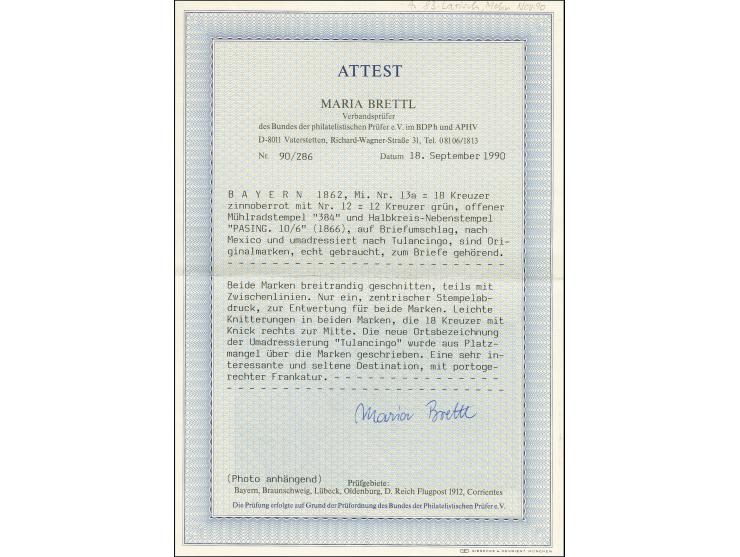 ATTEST
MARIA BRETTL
Verbandsprüfer
des Bundes der philatelistischen Prüfer e.V. im BDPh und APHV
D-8011 Vaterstetten, Richard-Wagner-Straße 31, Tel. 08106/1813
Nr. 90/286 Datum 18. September 1990
B A Y E R N 1862, Mi. Nr. 13a = 18 Kreuzer
zinnoberrot mit Nr. 12 = 12 Kreuzer grün, offener
Mühlradstempel "384" und Halbkreis-Nebenstempel
"PASING. 10/6" (1866), auf Briefumschlag, nach
Mexico und umadressiert nach Tulancingo, sind Ori-
ginalmarken, echt gebraucht, zum Briefe gehörend.
Beide Marken breitrandig geschnitten, teils mit
Zwischenlinien. Nur ein, zentrischer Stempelab-
druck, zur Entwertung für beide Marken. Leichte
Knitterungen in beiden Marken, die 18 Kreuzer mit
Knick rechts zur Mitte. Die neue Ortsbezeichnung
der Umadressierung "Tulancingo" wurde aus Platz-
mangel über die Marken geschrieben. Eine sehr in-
teressante und seltene Destination, mit portoge-
rechter Frankatur. - - - - - - - - - - - - - - -
Maria Brettl
(Photo anhängend) Prüfgebiete:
Bayern, Braunschweig, Lübeck, Oldenburg, D. Reich Flugpost 1912, Corrientes
Die Prüfung erfolgte auf Grund der Prüfordnung des Bundes der Philatelistischen Prüfer e.V.
GIESECKE & DEVRIENT MÜNCHEN